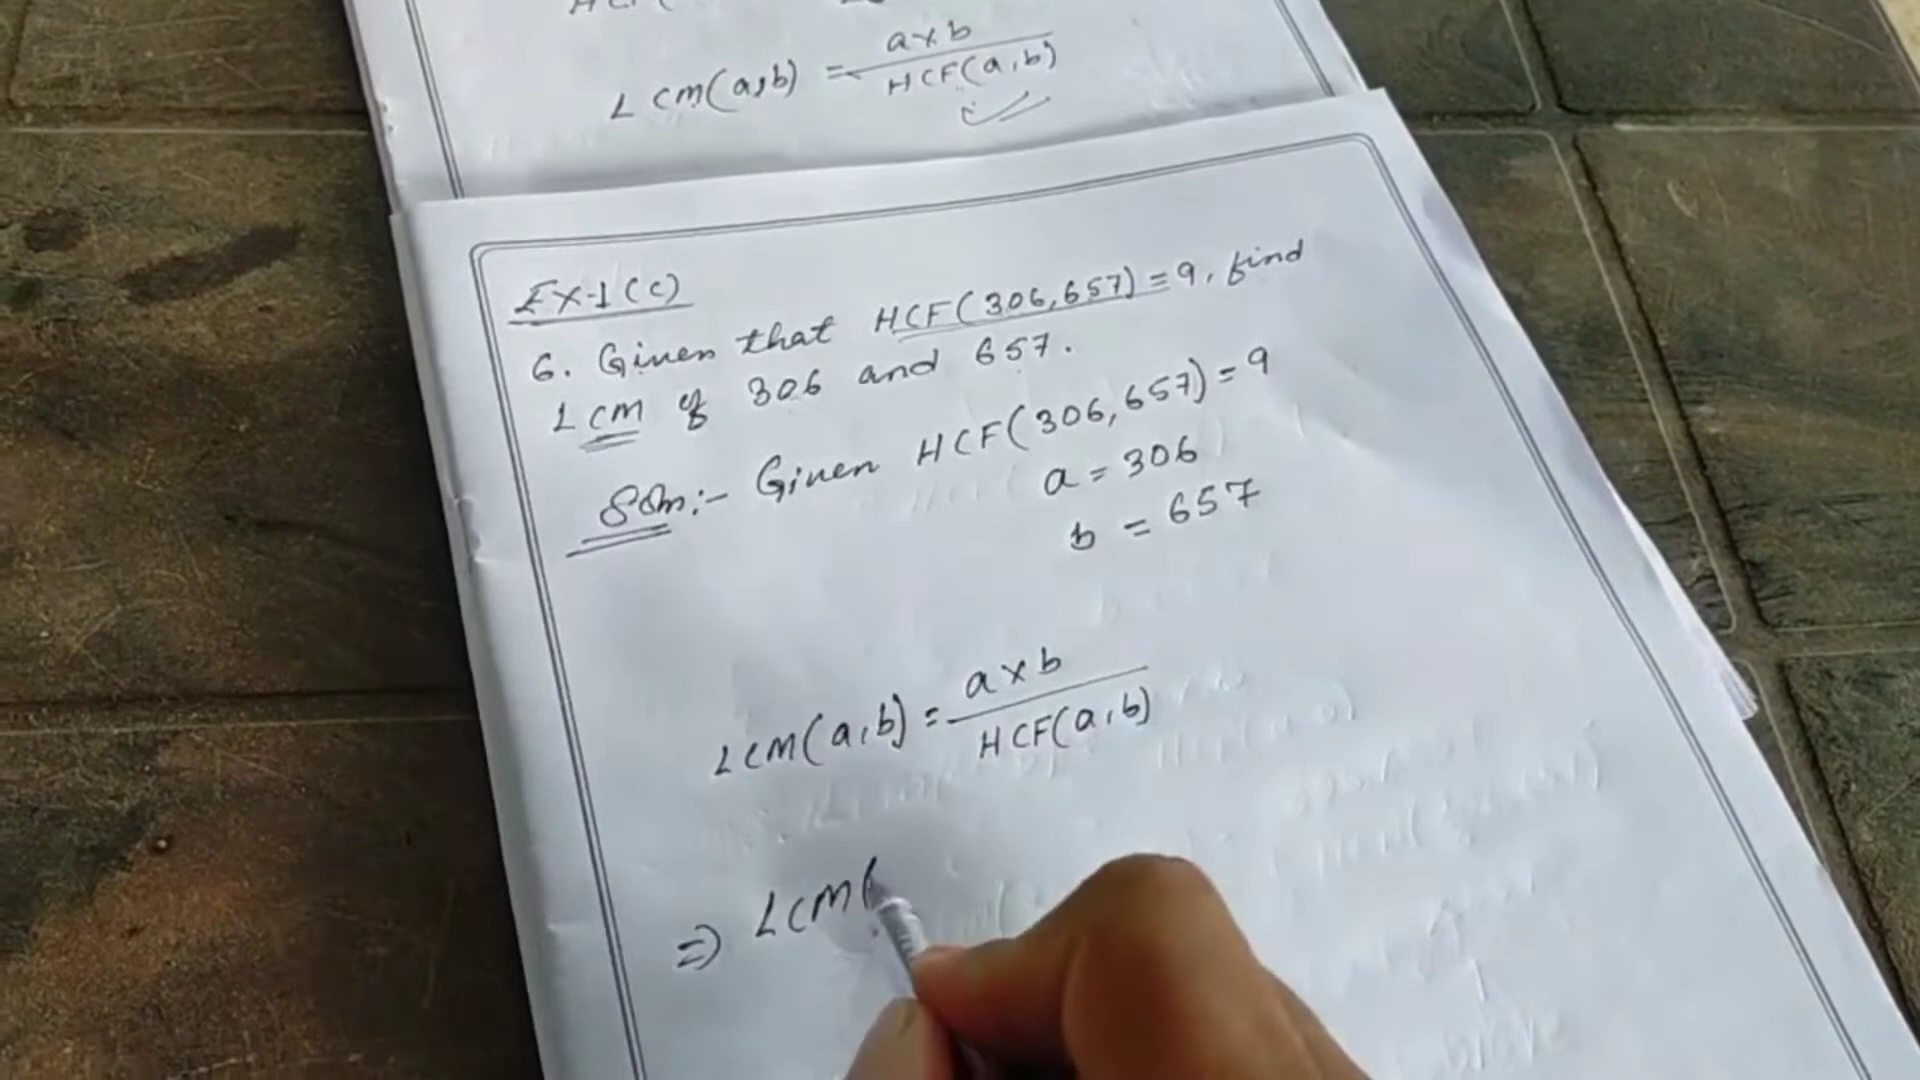 LCM(a,b) = a×b / HCF(a,b)
EX-1(c)
6. Given that HCF(306,657)=9, find
LCM of 306 and 657.
Soln:- Given HCF(306,657)=9
a = 306
b = 657
LCM(a,b) = a×b / HCF(a,b)
⇒ LCM(